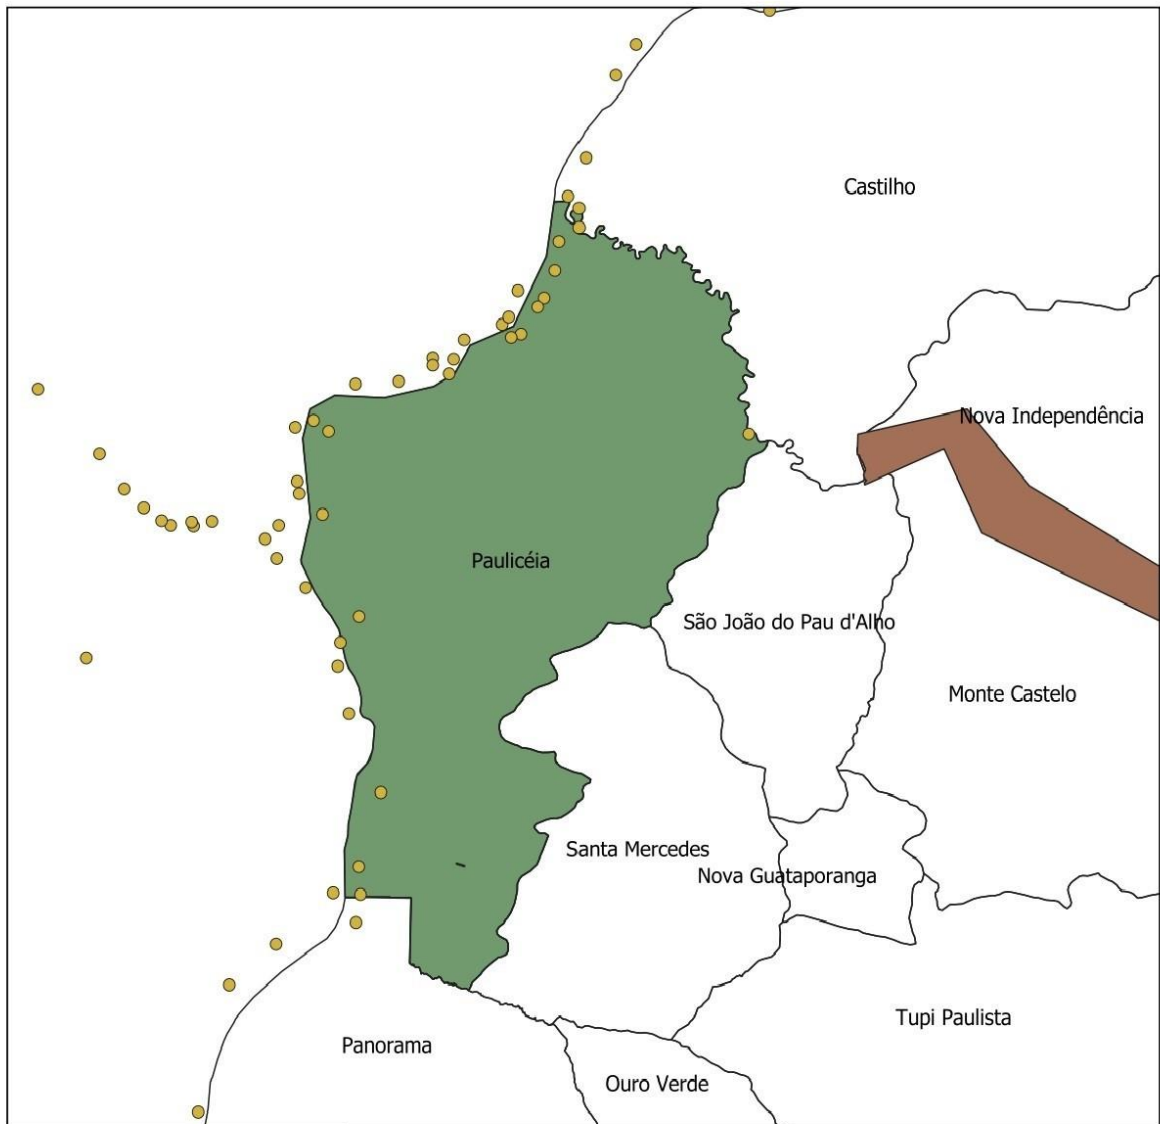 Castilho
Nova Independência
Paulicéia
São João do Pau d'Alho
Monte Castelo
Santa Mercedes
Nova Guataporanga
Tupi Paulista
Panorama
Ouro Verde